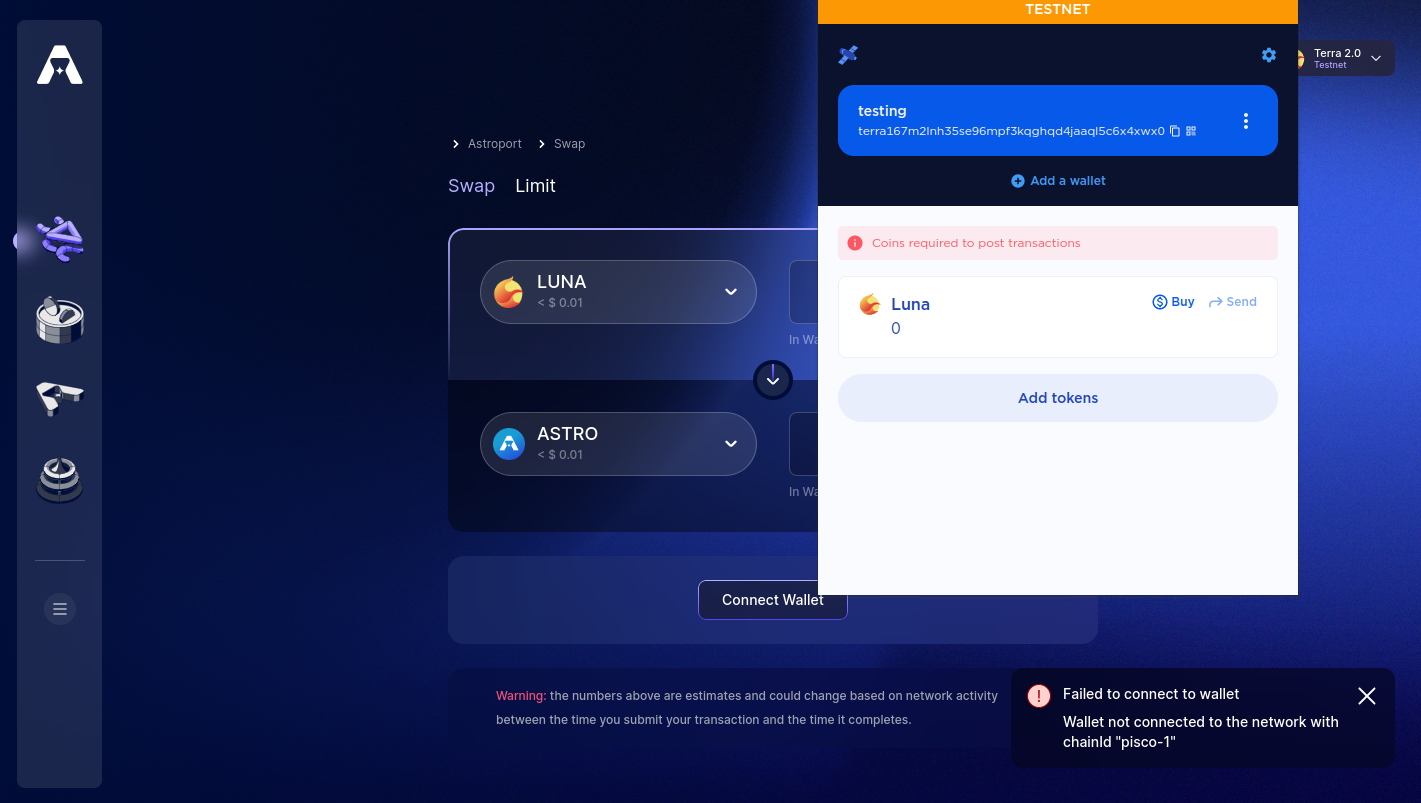 TESTNET
Terra 2.0
Testnet
testing
terra167m2lnh35se96mpf3kqghqd4jaaql5c6x4xwx0
Add a wallet
Astroport
Swap
Swap
Limit
Coins required to post transactions
LUNA
< $ 0.01
Luna
0
Buy
Send
In Wa
Add tokens
ASTRO
< $ 0.01
In Wa
Connect Wallet
Warning: the numbers above are estimates and could change based on network activity
between the time you submit your transaction and the time it completes.
Failed to connect to wallet
Wallet not connected to the network with
chainId "pisco-1"